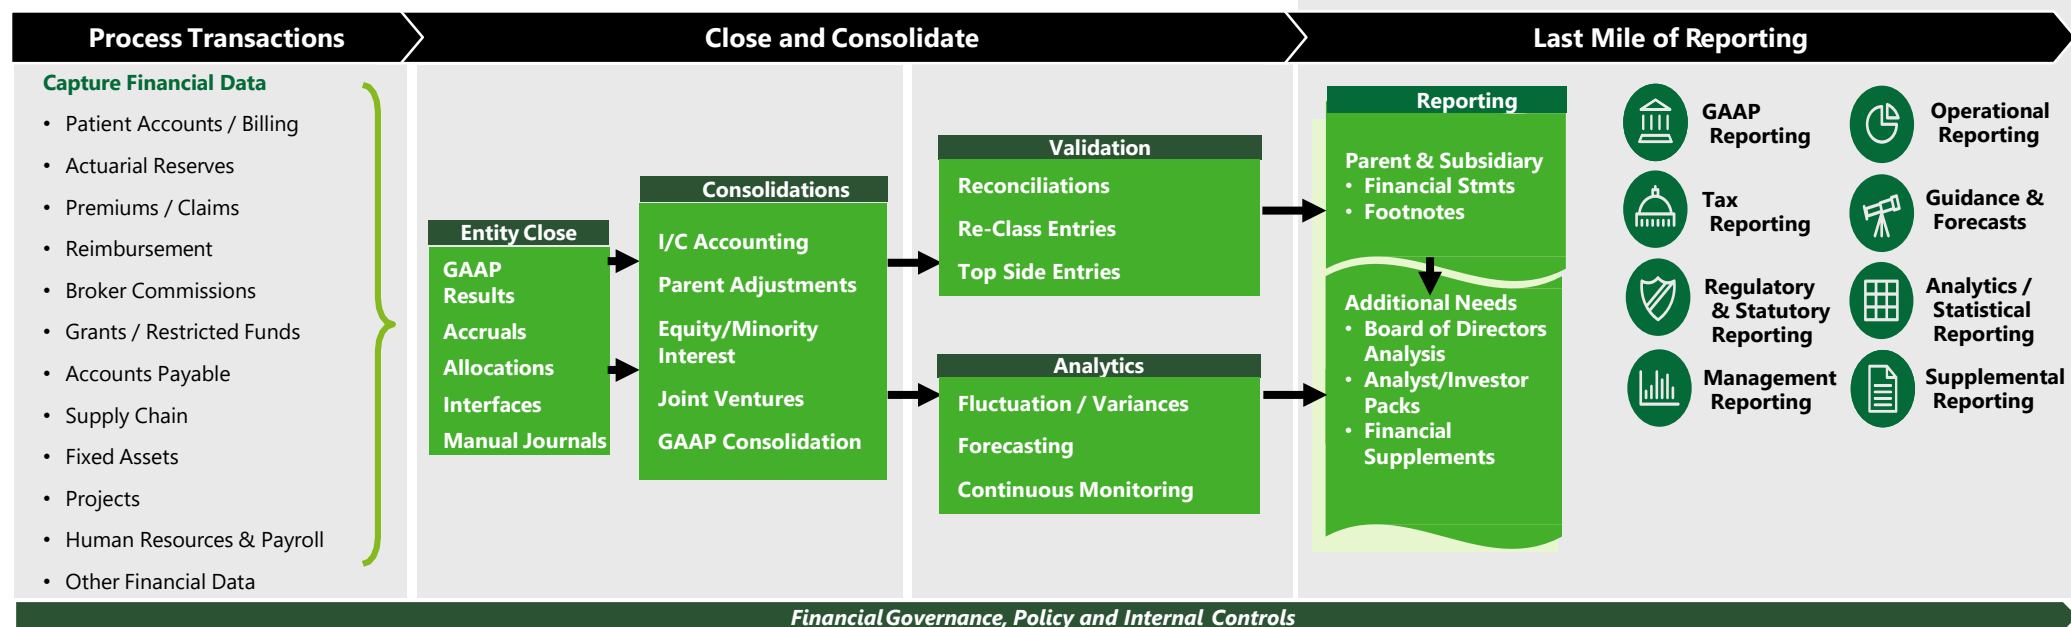 Process Transactions
Close and Consolidate
Last Mile of Reporting
Capture Financial Data
• Patient Accounts / Billing
• Actuarial Reserves
• Premiums / Claims
• Reimbursement
• Broker Commissions
• Grants / Restricted Funds
• Accounts Payable
• Supply Chain
• Fixed Assets
• Projects
• Human Resources & Payroll
• Other Financial Data
Entity Close
GAAP
Results
Accruals
Allocations
Interfaces
Manual Journals
Consolidations
I/C Accounting
Parent Adjustments
Equity/Minority
Interest
Joint Ventures
GAAP Consolidation
Validation
Reconciliations
Re-Class Entries
Top Side Entries
Analytics
Fluctuation / Variances
Forecasting
Continuous Monitoring
Reporting
Parent & Subsidiary
• Financial Stmts
• Footnotes
Additional Needs
• Board of Directors
Analysis
• Analyst/Investor
Packs
• Financial
Supplements
GAAP
Reporting
Tax
Reporting
Regulatory
& Statutory
Reporting
Management
Reporting
Operational
Reporting
Guidance &
Forecasts
Analytics /
Statistical
Reporting
Supplemental
Reporting
Financial Governance, Policy and Internal Controls